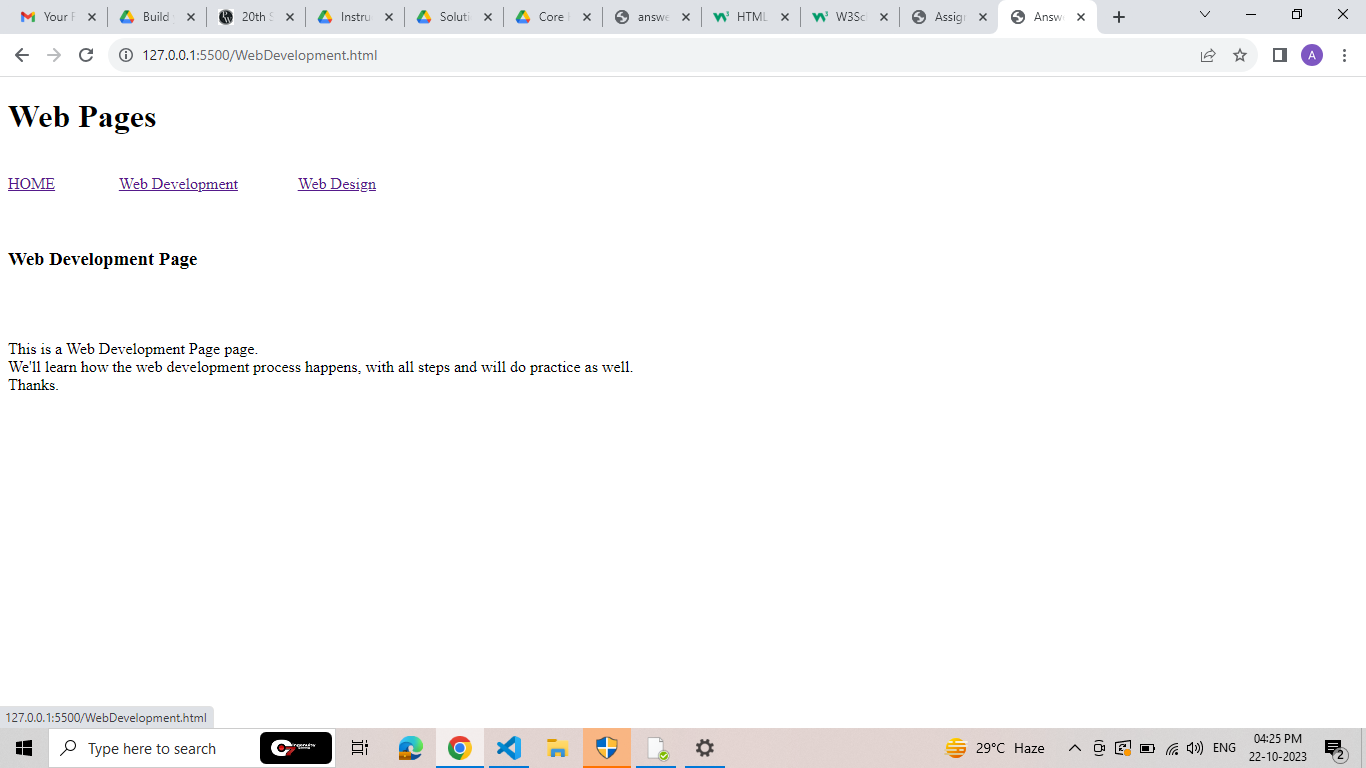 Your F Build 20th S Instru Soluti Core answe HTML W3Sc Assig Answ
127.0.0.1:5500/WebDevelopment.html A
Web Pages
HOME Web Development Web Design
Web Development Page
This is a Web Development Page page.
We'll learn how the web development process happens, with all steps and will do practice as well.
Thanks.
127.0.0.1:5500/WebDevelopment.html
Type here to search
29°C Haze ENG
04:25 PM
22-10-2023
2